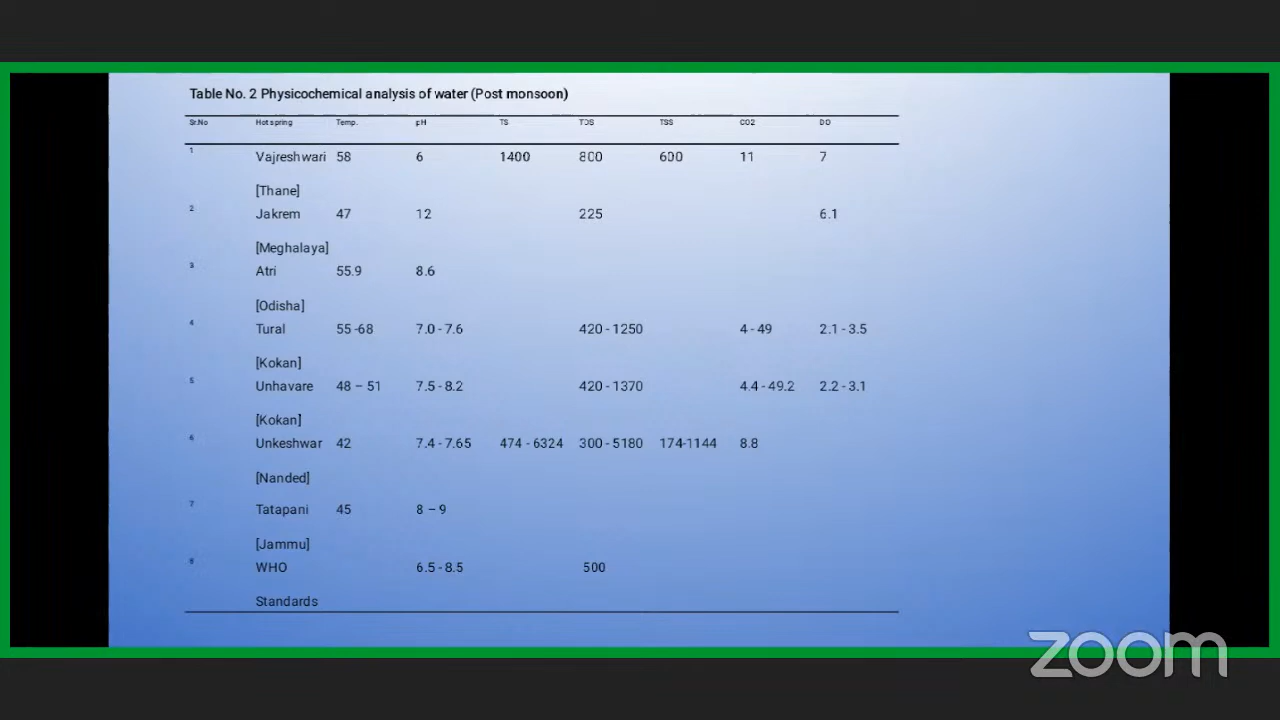 Table No. 2 Physicochemical analysis of water (Post monsoon)
Sr.No Hot spring Temp. pH TS TDS TSS CO2 DO
1 Vajreshwari 58 6 1400 800 600 11 7
[Thane]
2 Jakrem 47 12 225 6.1
[Meghalaya]
3 Atri 55.9 8.6
[Odisha]
4 Tural 55 -68 7.0 - 7.6 420 - 1250 4 - 49 2.1 - 3.5
[Kokan]
5 Unhavare 48 – 51 7.5 - 8.2 420 - 1370 4.4 - 49.2 2.2 - 3.1
[Kokan]
6 Unkeshwar 42 7.4 - 7.65 474 - 6324 300 - 5180 174-1144 8.8
[Nanded]
7 Tatapani 45 8 – 9
[Jammu]
8 WHO 6.5 - 8.5 500
Standards
zoom